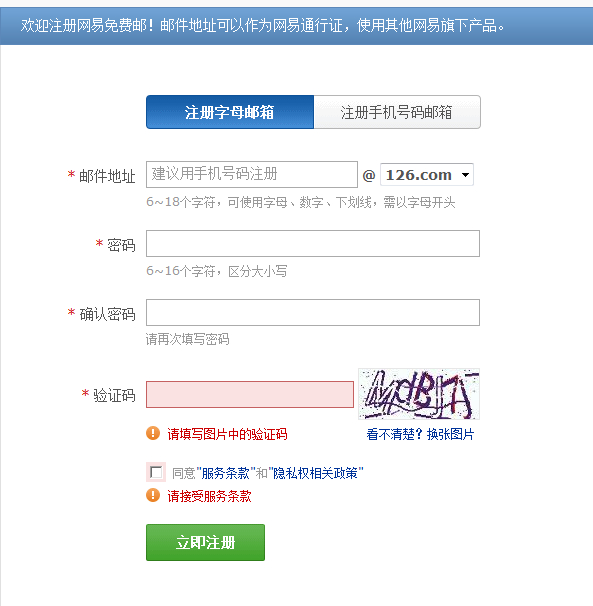 欢迎注册网易免费邮！邮件地址可以作为网易通行证，使用其他网易旗下产品。
注册字母邮箱 注册手机号码邮箱
* 邮件地址 建议用手机号码注册 @ 126.com
6~18个字符，可使用字母、数字、下划线，需以字母开头
* 密码
6~16个字符，区分大小写
* 确认密码
请再次填写密码
* 验证码
请填写图片中的验证码 看不清楚？换张图片
同意"服务条款"和"隐私权相关政策"
请接受服务条款
立即注册